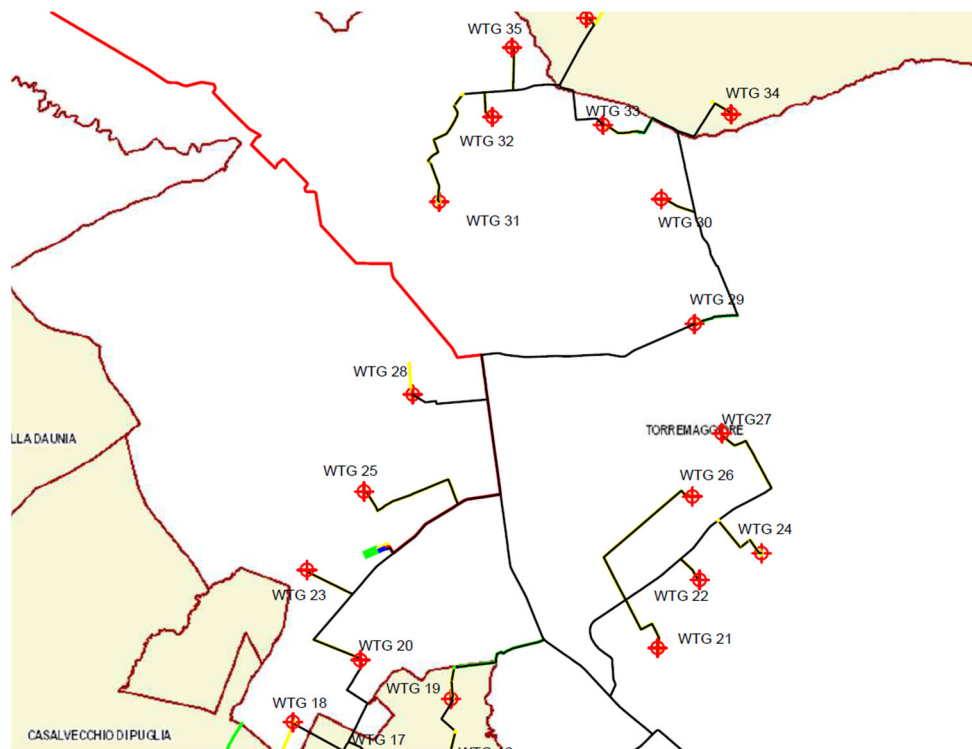 WTG 35
WTG 34
WTG 33
WTG 32
WTG 31
WTG 30
WTG 29
WTG 28
WTG27
TORREMAGGIORE
LLA DAUNIA
WTG 25
WTG 26
WTG 24
WTG 23
WTG 22
WTG 21
WTG 20
WTG 19
WTG 18
CASALVECCHIO DI PUGLIA
WTG 17